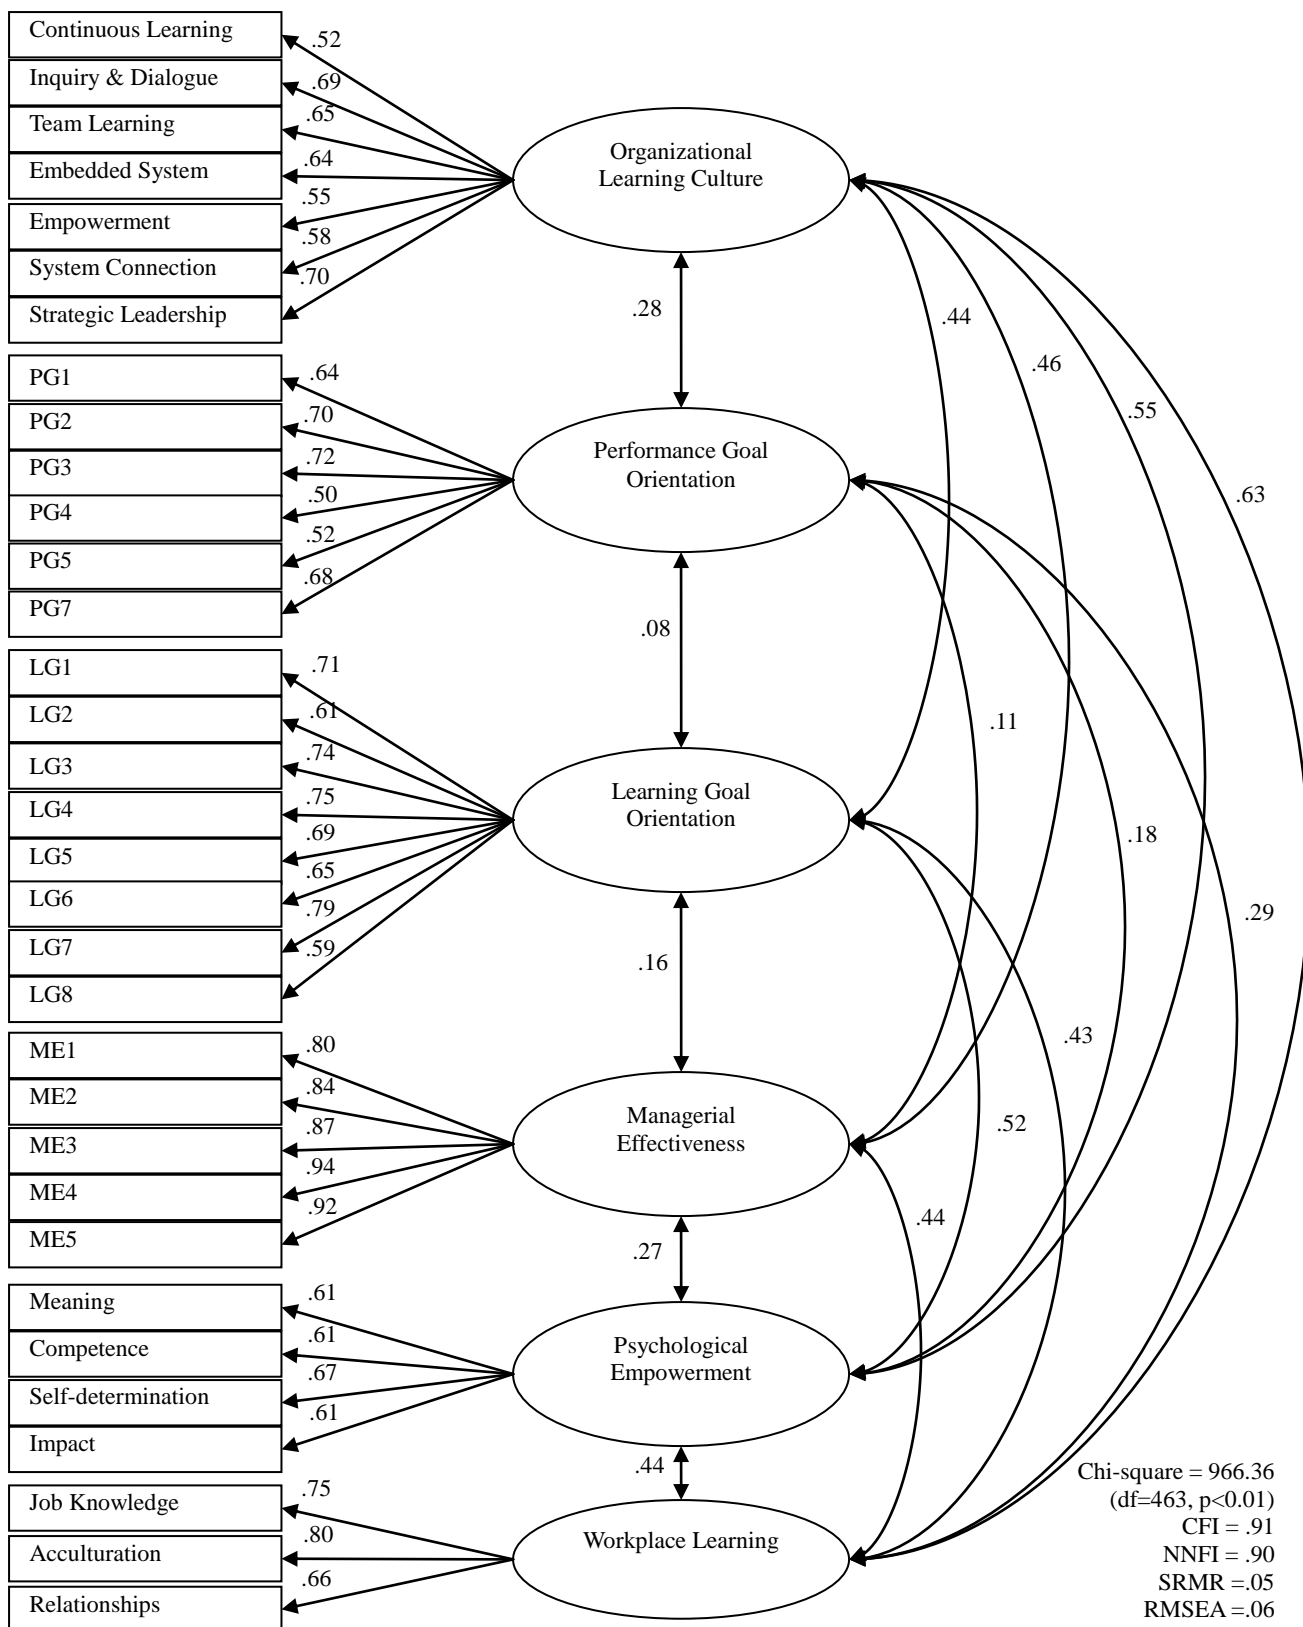 Continuous Learning
.52
Inquiry & Dialogue
.69
Team Learning
.65
Embedded System
.64
Empowerment
.55
System Connection
.58
Strategic Leadership
.70
Organizational
Learning Culture
.28
.44
.46
.55
.63
PG1
.64
PG2
.70
PG3
.72
PG4
.50
PG5
.52
PG7
.68
Performance Goal
Orientation
.08
.11
.18
.29
LG1
.71
LG2
.61
LG3
.74
LG4
.75
LG5
.69
LG6
.65
LG7
.79
LG8
.59
Learning Goal
Orientation
.16
.43
.52
ME1
.80
ME2
.84
ME3
.87
ME4
.94
ME5
.92
Managerial
Effectiveness
.27
.44
Meaning
.61
Competence
.61
Self-determination
.67
Impact
.61
Psychological
Empowerment
.44
Job Knowledge
.75
Acculturation
.80
Relationships
.66
Workplace Learning
Chi-square = 966.36
(df=463, p<0.01)
CFI = .91
NNFI = .90
SRMR =.05
RMSEA =.06